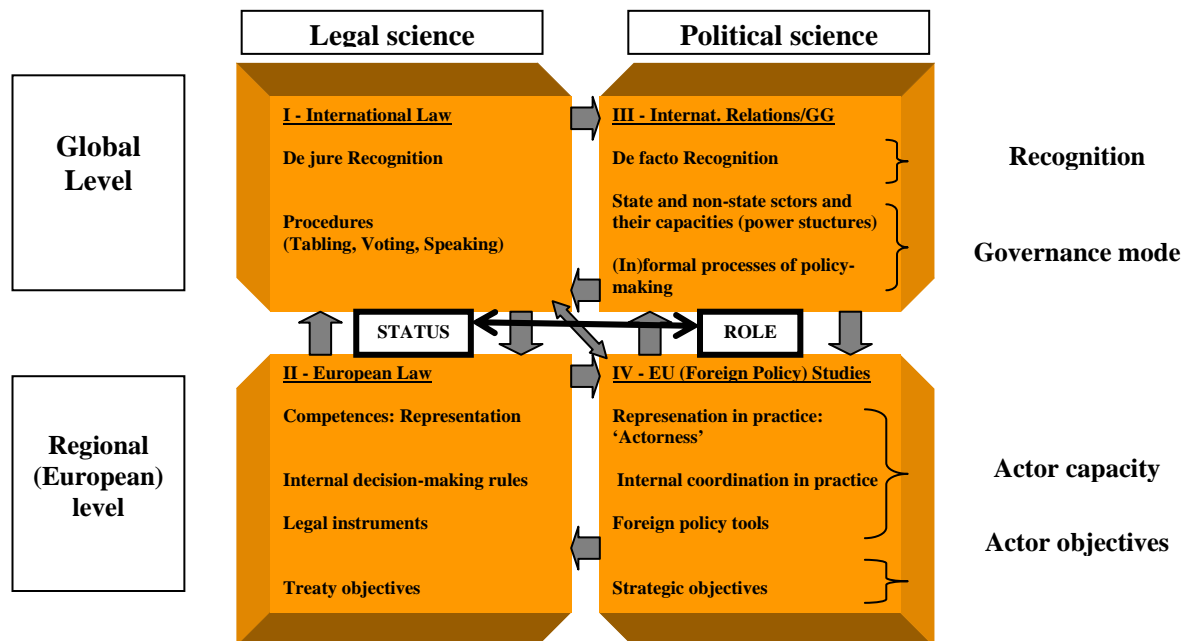 Legal science
Political science
Global
Level
I - International Law
De jure Recognition
Procedures
(Tabling, Voting, Speaking)
III - Internat. Relations/GG
De facto Recognition
State and non-state sctors and
their capacities (power stuctures)
(In)formal processes of policy-
making
Recognition
Governance mode
STATUS
ROLE
Regional
(European)
level
II - European Law
Competences: Representation
Internal decision-making rules
Legal instruments
Treaty objectives
IV - EU (Foreign Policy) Studies
Represenation in practice:
‘Actorness’
Internal coordination in practice
Foreign policy tools
Strategic objectives
Actor capacity
Actor objectives